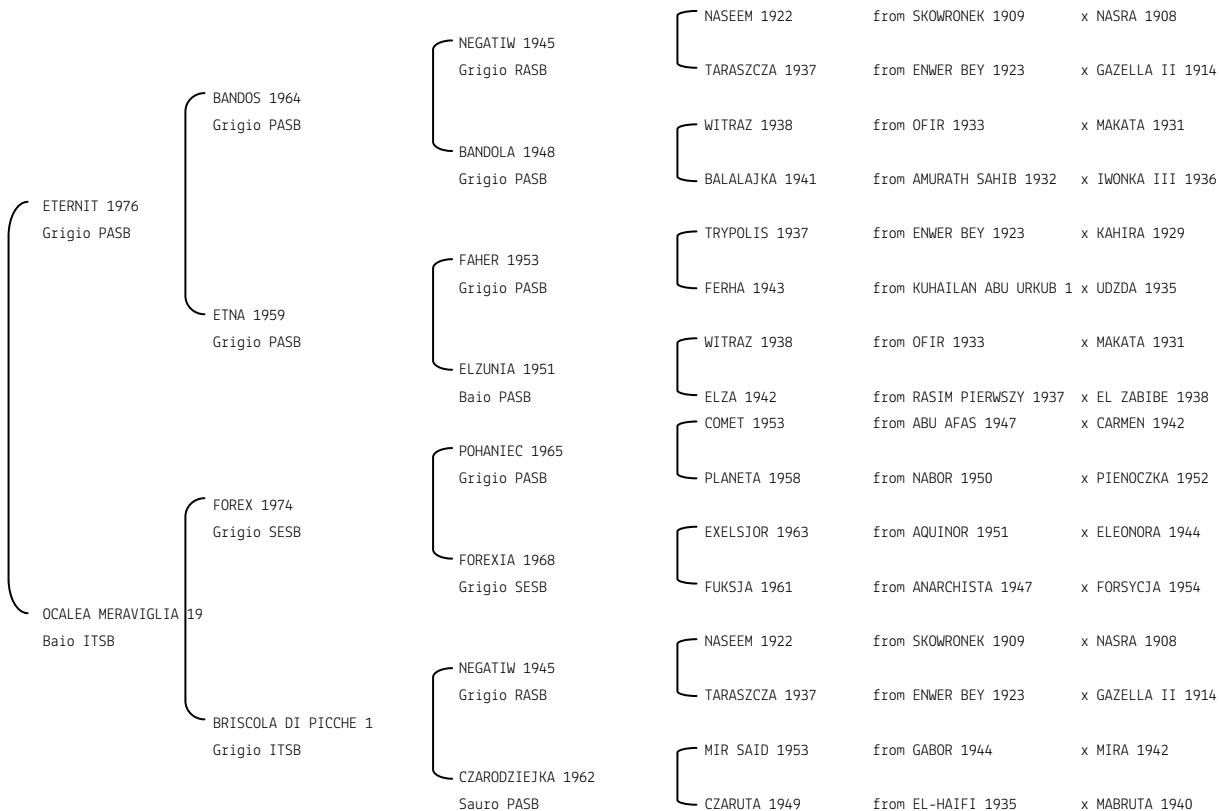 NASEEM 1922 from SKOWRONEK 1909 x NASRA 1908
NEGATIW 1945
Grigio RASB TARASZCZA 1937 from ENWER BEY 1923 x GAZELLA II 1914
BANDOS 1964
Grigio PASB WITRAZ 1938 from OFIR 1933 x MAKATA 1931
BANDOLA 1948
Grigio PASB BALALAJKA 1941 from AMURATH SAHIB 1932 x IWONKA III 1936
ETERNIT 1976
Grigio PASB TRYPOLIS 1937 from ENWER BEY 1923 x KAHIRA 1929
FAHER 1953
Grigio PASB FERHA 1943 from KUHAILAN ABU URKUB 1 x UDZDA 1935
ETNA 1959
Grigio PASB WITRAZ 1938 from OFIR 1933 x MAKATA 1931
ELZUNIA 1951
Baio PASB ELZA 1942 from RASIM PIERWSZY 1937 x EL ZABIBE 1938
COMET 1953 from ABU AFAS 1947 x CARMEN 1942
POHANIEC 1965
Grigio PASB PLANETA 1958 from NABOR 1950 x PIENOCZKA 1952
FOREX 1974
Grigio SESB EXELSJOR 1963 from AQUINOR 1951 x ELEONORA 1944
FOREXIA 1968
Grigio SESB FUKSJA 1961 from ANARCHISTA 1947 x FORSYCJA 1954
OCALEA MERAVIGLIA 19
Baio ITSB NASEEM 1922 from SKOWRONEK 1909 x NASRA 1908
NEGATIW 1945
Grigio RASB TARASZCZA 1937 from ENWER BEY 1923 x GAZELLA II 1914
BRISCOLA DI PICCHE 1
Grigio ITSB MIR SAID 1953 from GABOR 1944 x MIRA 1942
CZARODZIEJKA 1962
Sauro PASB CZARUTA 1949 from EL-HAIFI 1935 x MABRUTA 1940